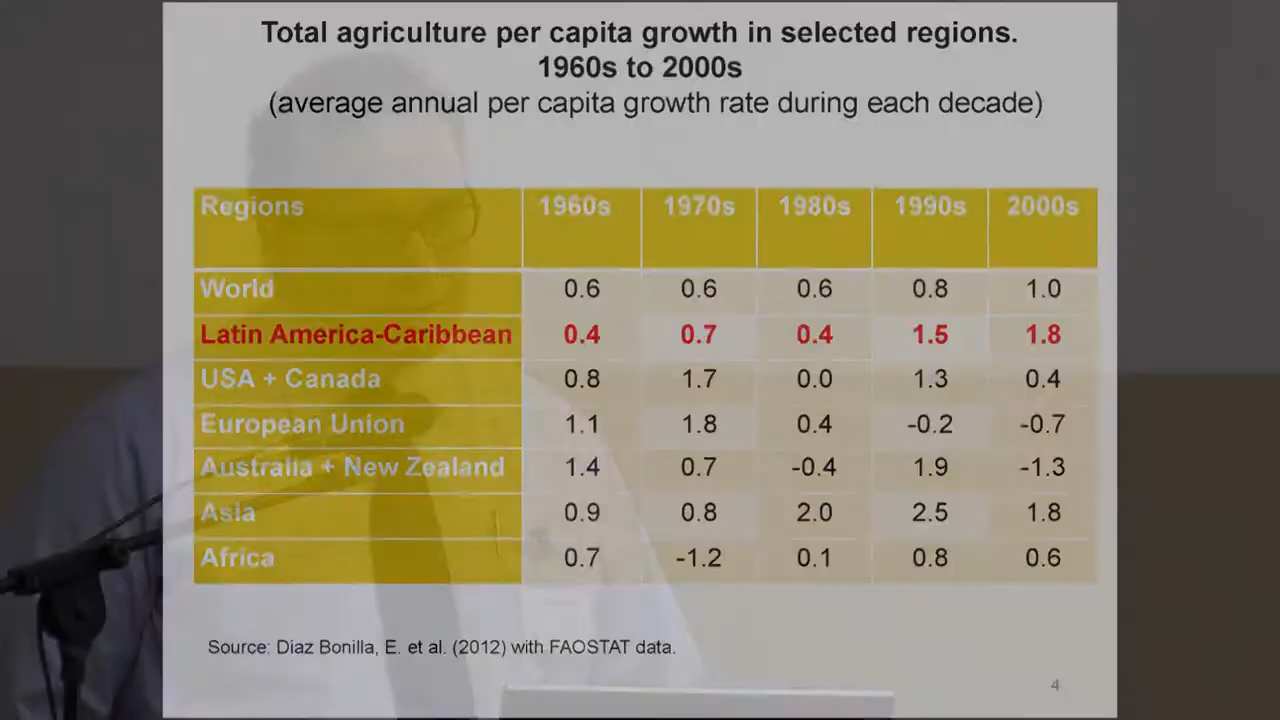 Total agriculture per capita growth in selected regions.
1960s to 2000s
(average annual per capita growth rate during each decade)
Regions 1960s 1970s 1980s 1990s 2000s
World 0.6 0.6 0.6 0.8 1.0
Latin America-Caribbean 0.4 0.7 0.4 1.5 1.8
USA + Canada 0.8 1.7 0.0 1.3 0.4
European Union 1.1 1.8 0.4 -0.2 -0.7
Australia + New Zealand 1.4 0.7 -0.4 1.9 -1.3
Asia 0.9 0.8 2.0 2.5 1.8
Africa 0.7 -1.2 0.1 0.8 0.6
Source: Diaz Bonilla, E. et al. (2012) with FAOSTAT data.
4